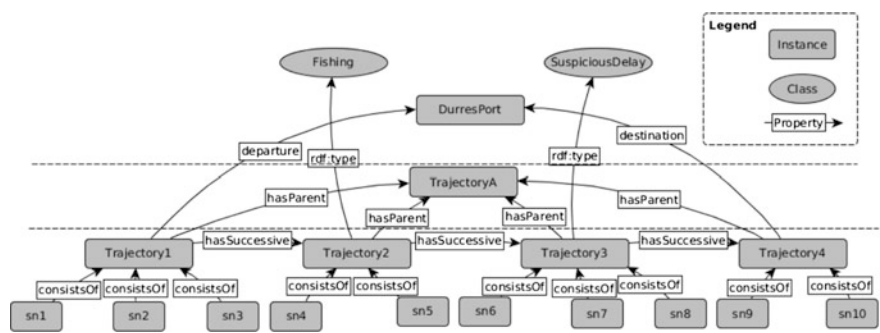 Legend
Instance
Class
Property
Fishing
SuspiciousDelay
DurresPort
departure
destination
rdf:type
rdf:type
TrajectoryA
hasParent
hasParent
hasParent
hasParent
Trajectory1
hasSuccessive
Trajectory2
hasSuccessive
Trajectory3
hasSuccessive
Trajectory4
consistsOf
consistsOf
consistsOf
consistsOf
consistsOf
consistsOf
consistsOf
consistsOf
consistsOf
consistsOf
sn1
sn2
sn3
sn4
sn5
sn6
sn7
sn8
sn9
sn10